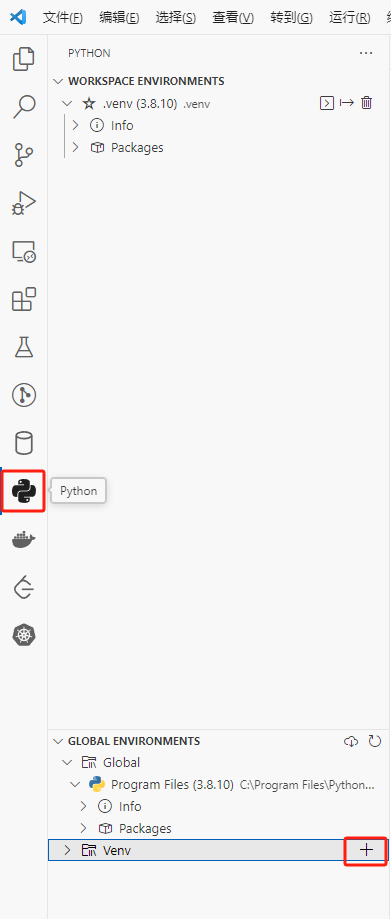 文件(F) 编辑(E) 选择(S) 查看(V) 转到(G) 运行(R)
PYTHON
WORKSPACE ENVIRONMENTS
.venv (3.8.10) .venv
Info
Packages
Python
GLOBAL ENVIRONMENTS
Global
Program Files (3.8.10) C:\Program Files\Python...
Info
Packages
Venv